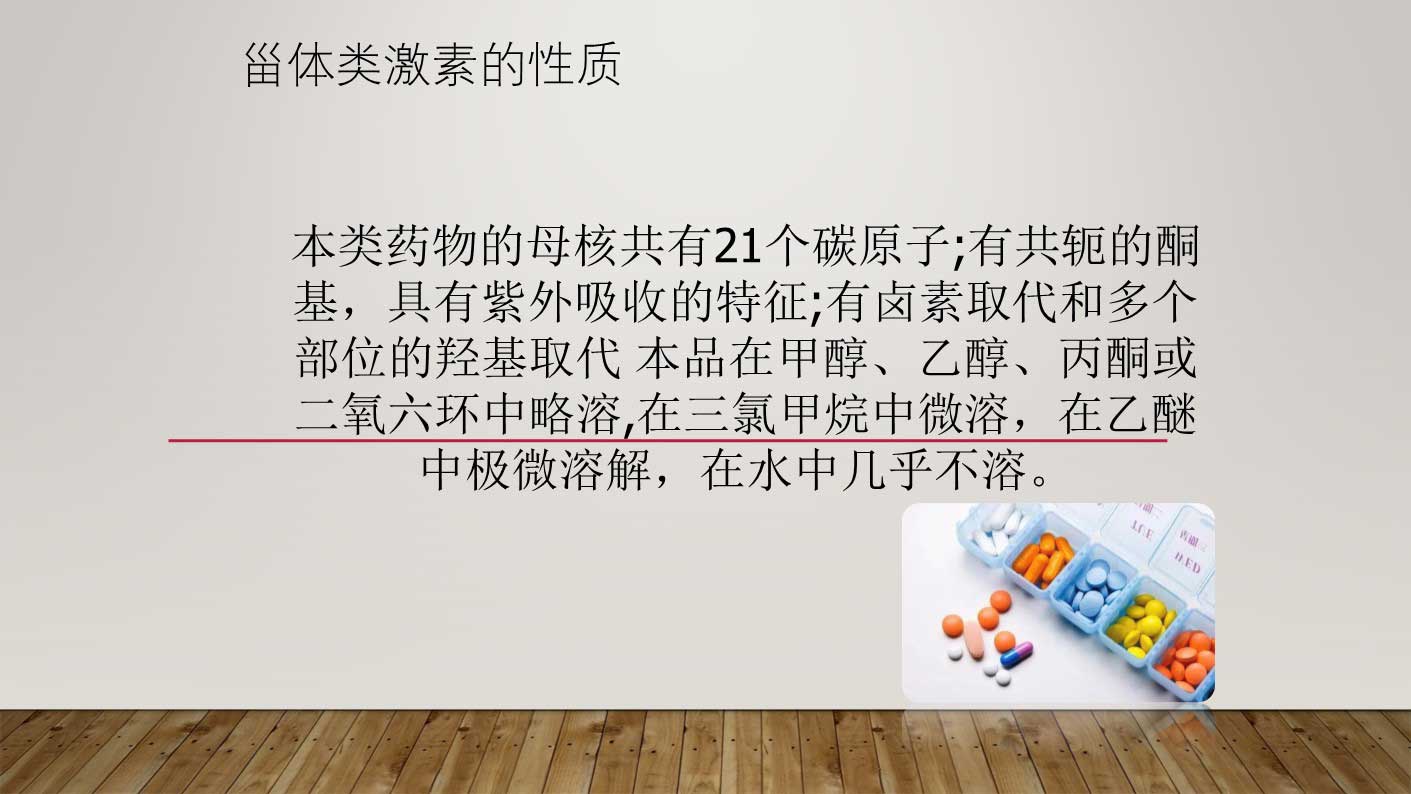 甾体类激素的性质
本类药物的母核共有21个碳原子;有共轭的酮
基，具有紫外吸收的特征;有卤素取代和多个
部位的羟基取代 本品在甲醇、乙醇、丙酮或
二氧六环中略溶,在三氯甲烷中微溶，在乙醚
中极微溶解，在水中几乎不溶。